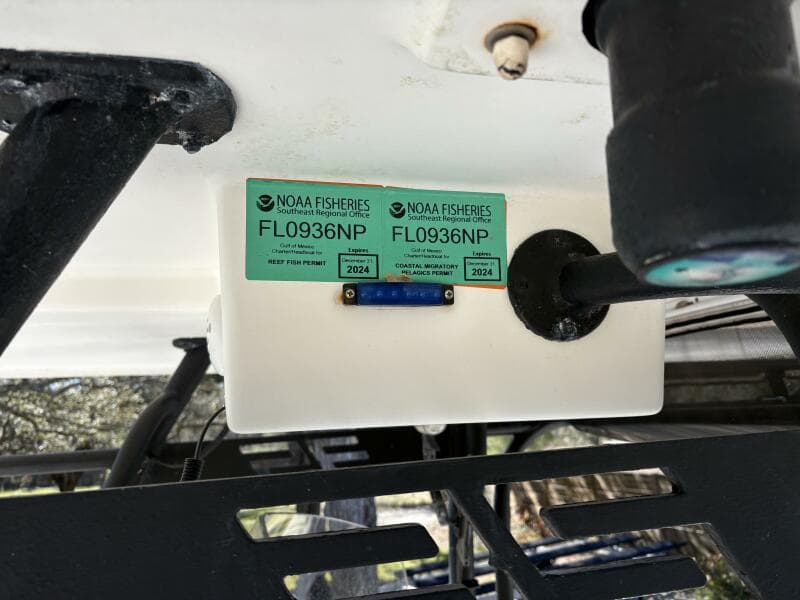 NOAA FISHERIES
Southeast Regional Office
FL0936NP
Gulf of Mexico
Charter/Headboat for
REEF FISH PERMIT
Expires
December 31,
2024
NOAA FISHERIES
Southeast Regional Office
FL0936NP
Gulf of Mexico
Charter/Headboat for
COASTAL MIGRATORY
PELAGICS PERMIT
Expires
December 31,
2024